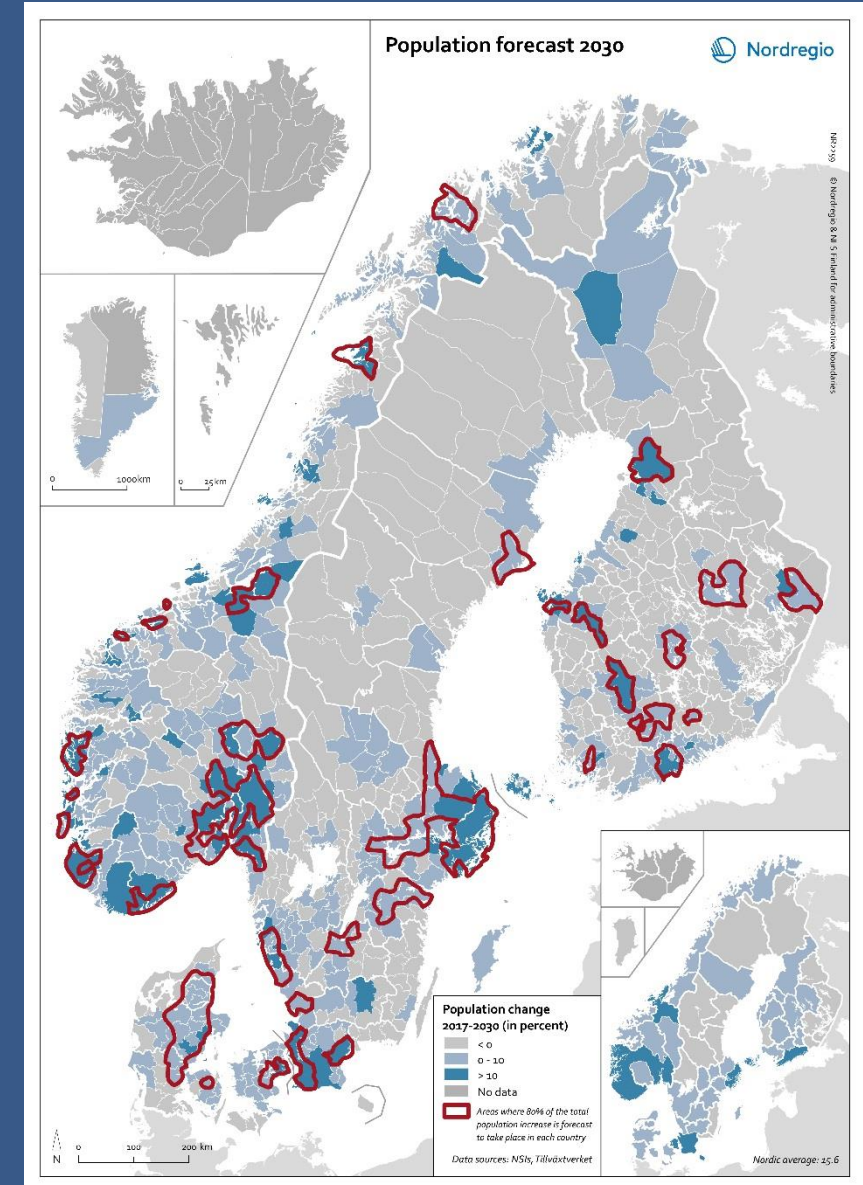 Population forecast 2030
Nordregio
NR2259 © Nordregio & NLS Finland for administrative boundaries
0 1000km
0 25km
Population change
2017-2030 (in percent)
< 0
0 - 10
> 10
No data
Areas where 80% of the total
population increase is forecast
to take place in each country
Data sources: NSIs, Tillväxtverket
N
0 100 200 km
Nordic average: 15.6